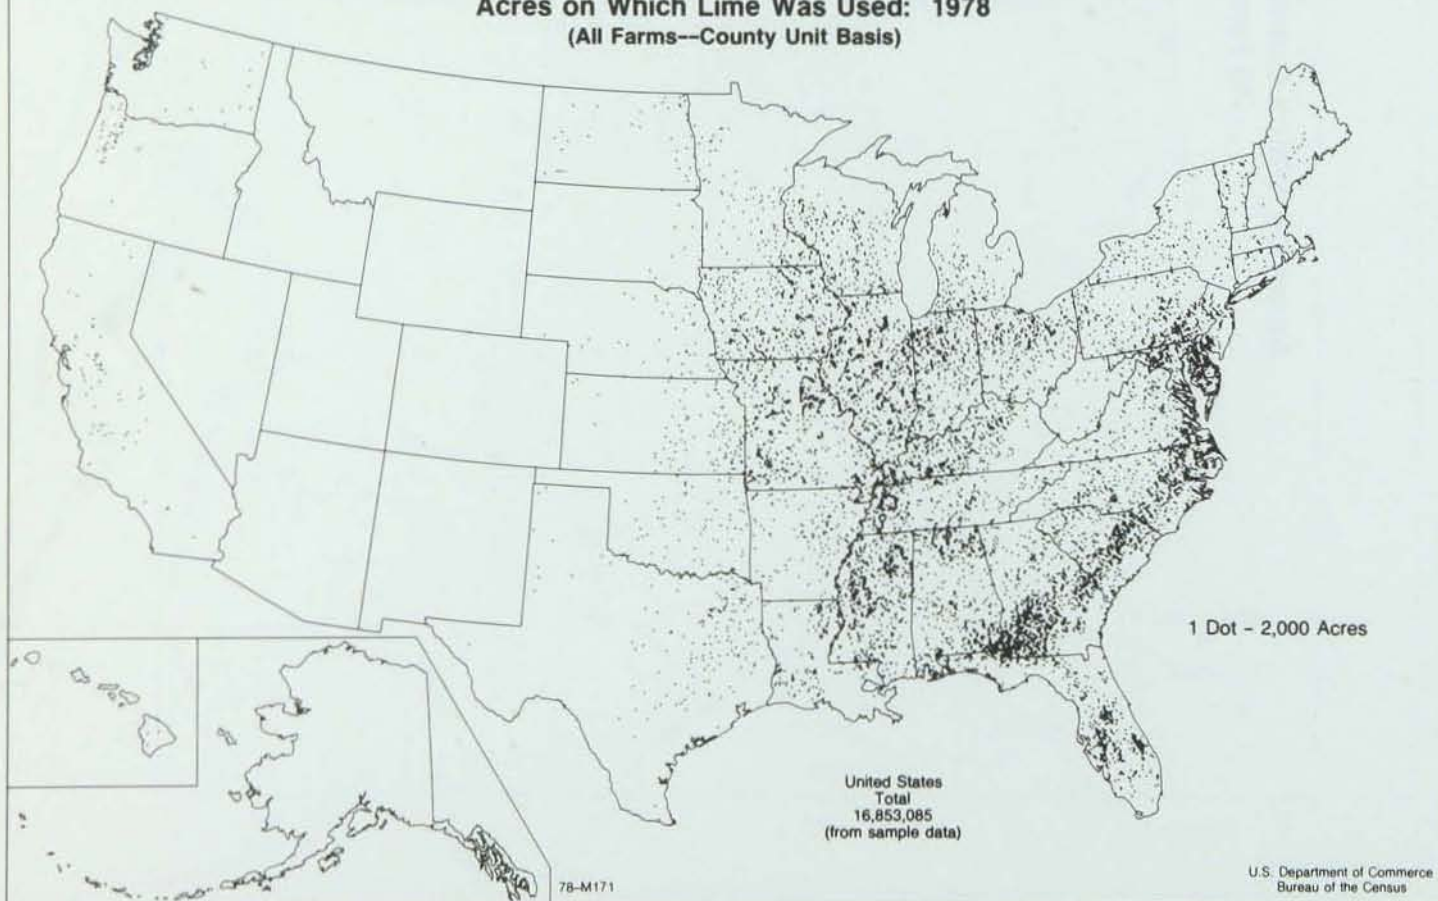 Acres on Which Lime Was Used: 1978
(All Farms--County Unit Basis)
1 Dot - 2,000 Acres
United States
Total
16,853,085
(from sample data)
78-M171
U.S. Department of Commerce
Bureau of the Census